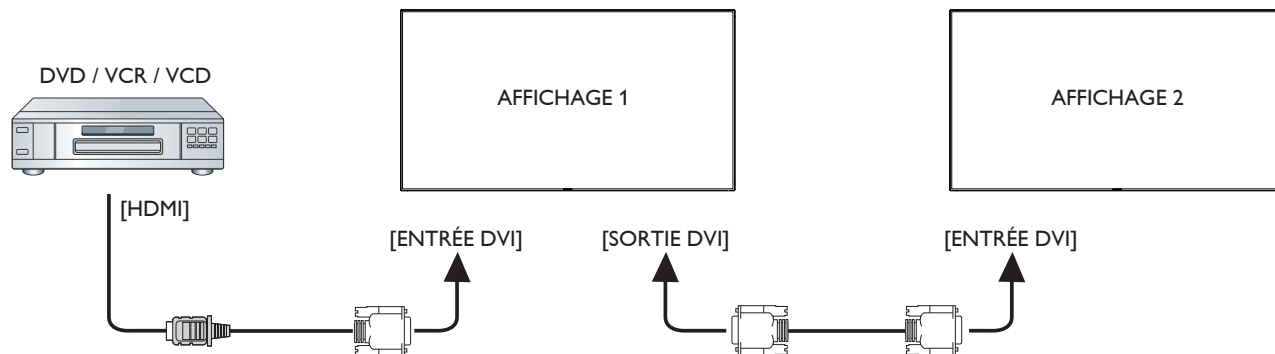 DVD / VCR / VCD
AFFICHAGE 1
AFFICHAGE 2
[HDMI]
[ENTRÉE DVI]
[SORTIE DVI]
[ENTRÉE DVI]